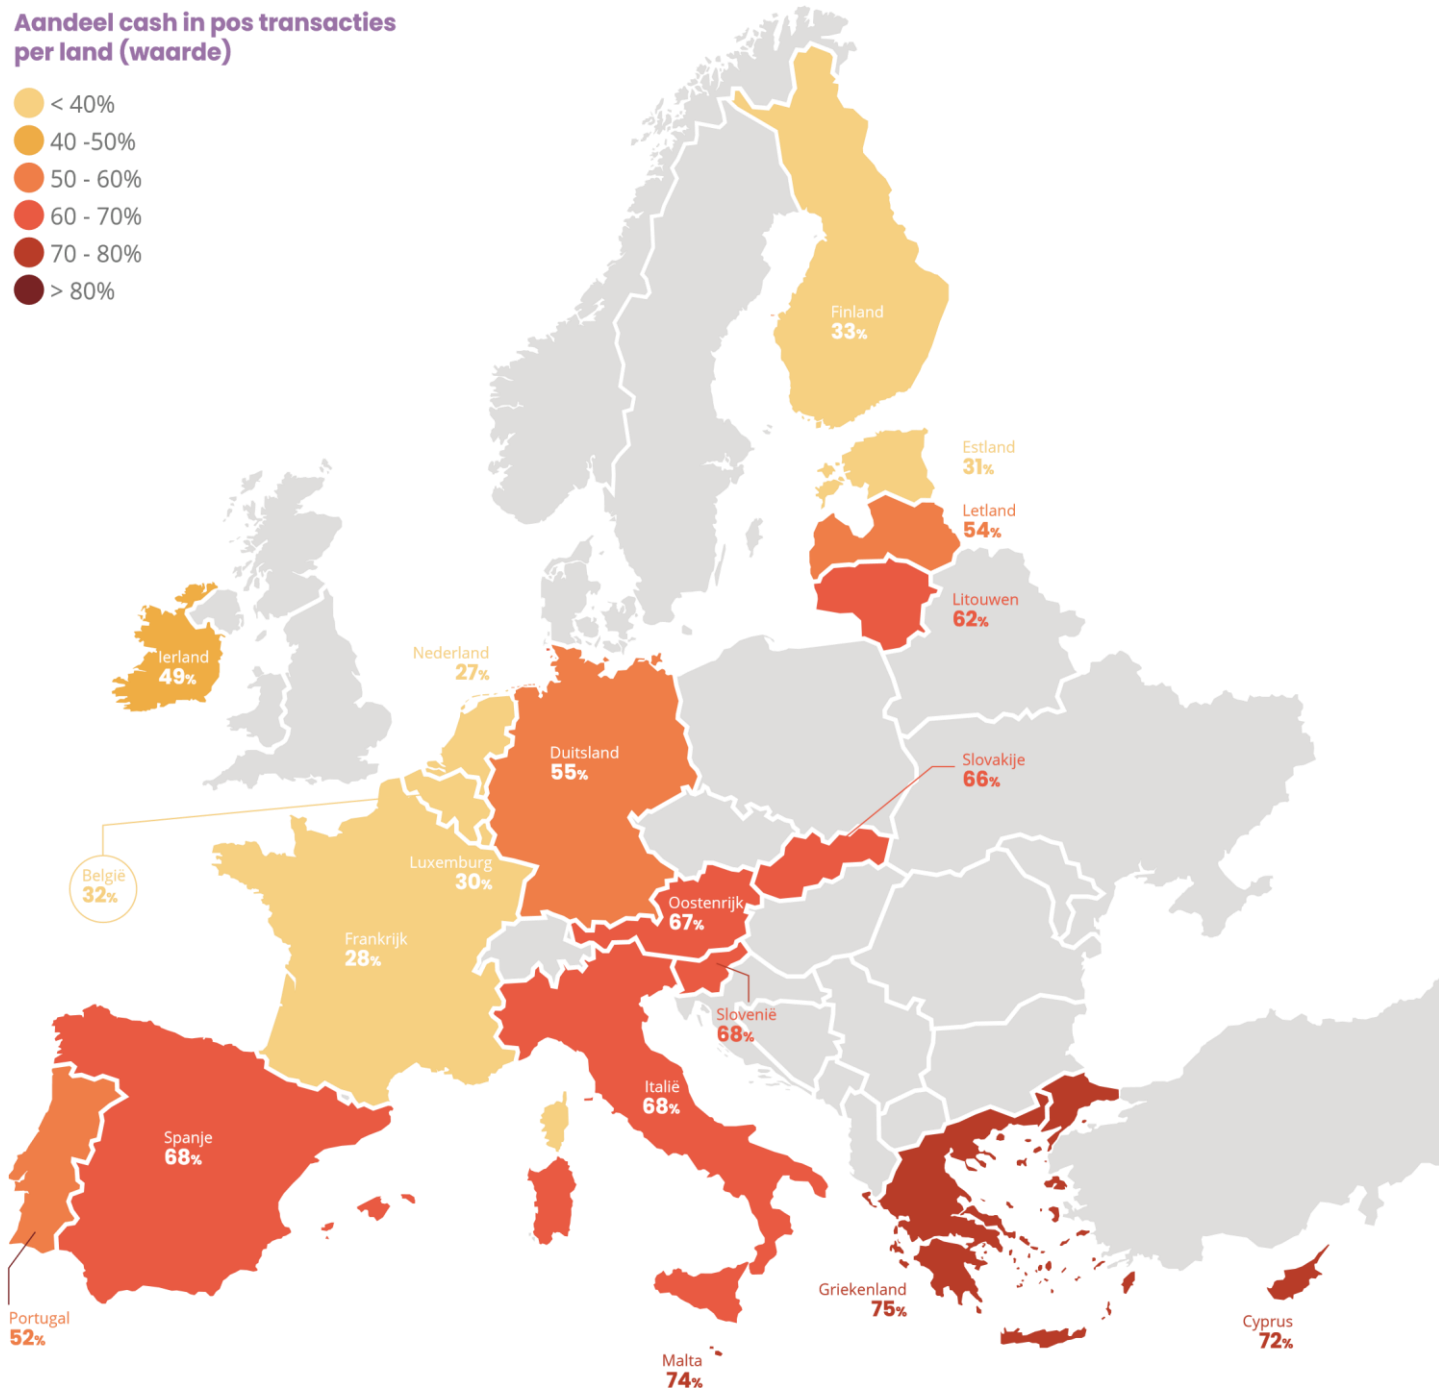 Aandeel cash in pos transacties
per land (waarde)
< 40%
40 -50%
50 - 60%
60 - 70%
70 - 80%
> 80%
Finland
33%
Estland
31%
Letland
54%
Litouwen
62%
Ierland
49%
Nederland
27%
Duitsland
55%
Slovakije
66%
België
32%
Luxemburg
30%
Oostenrijk
67%
Frankrijk
28%
Slovenië
68%
Italië
68%
Spanje
68%
Portugal
52%
Griekenland
75%
Cyprus
72%
Malta
74%